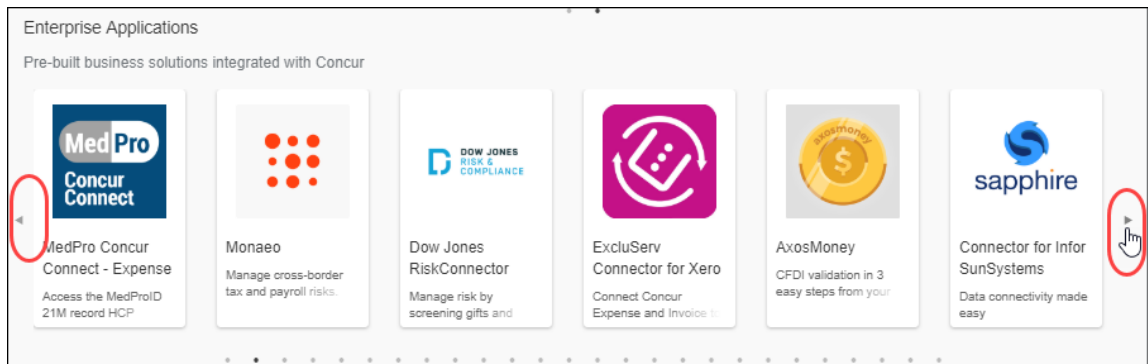 Enterprise Applications
Pre-built business solutions integrated with Concur
Med Pro
Concur
Connect
MedPro Concur
Connect - Expense
Access the MedProID
21M record HCP
Monaeo
Manage cross-border
tax and payroll risks.
DOW JONES
RISK &
COMPLIANCE
Dow Jones
RiskConnector
Manage risk by
screening gifts and
ExcluServ
Connector for Xero
Connect Concur
Expense and Invoice to
axosmoney
$
AxosMoney
CFDI validation in 3
easy steps from your
sapphire
Connector for Infor
SunSystems
Data connectivity made
easy